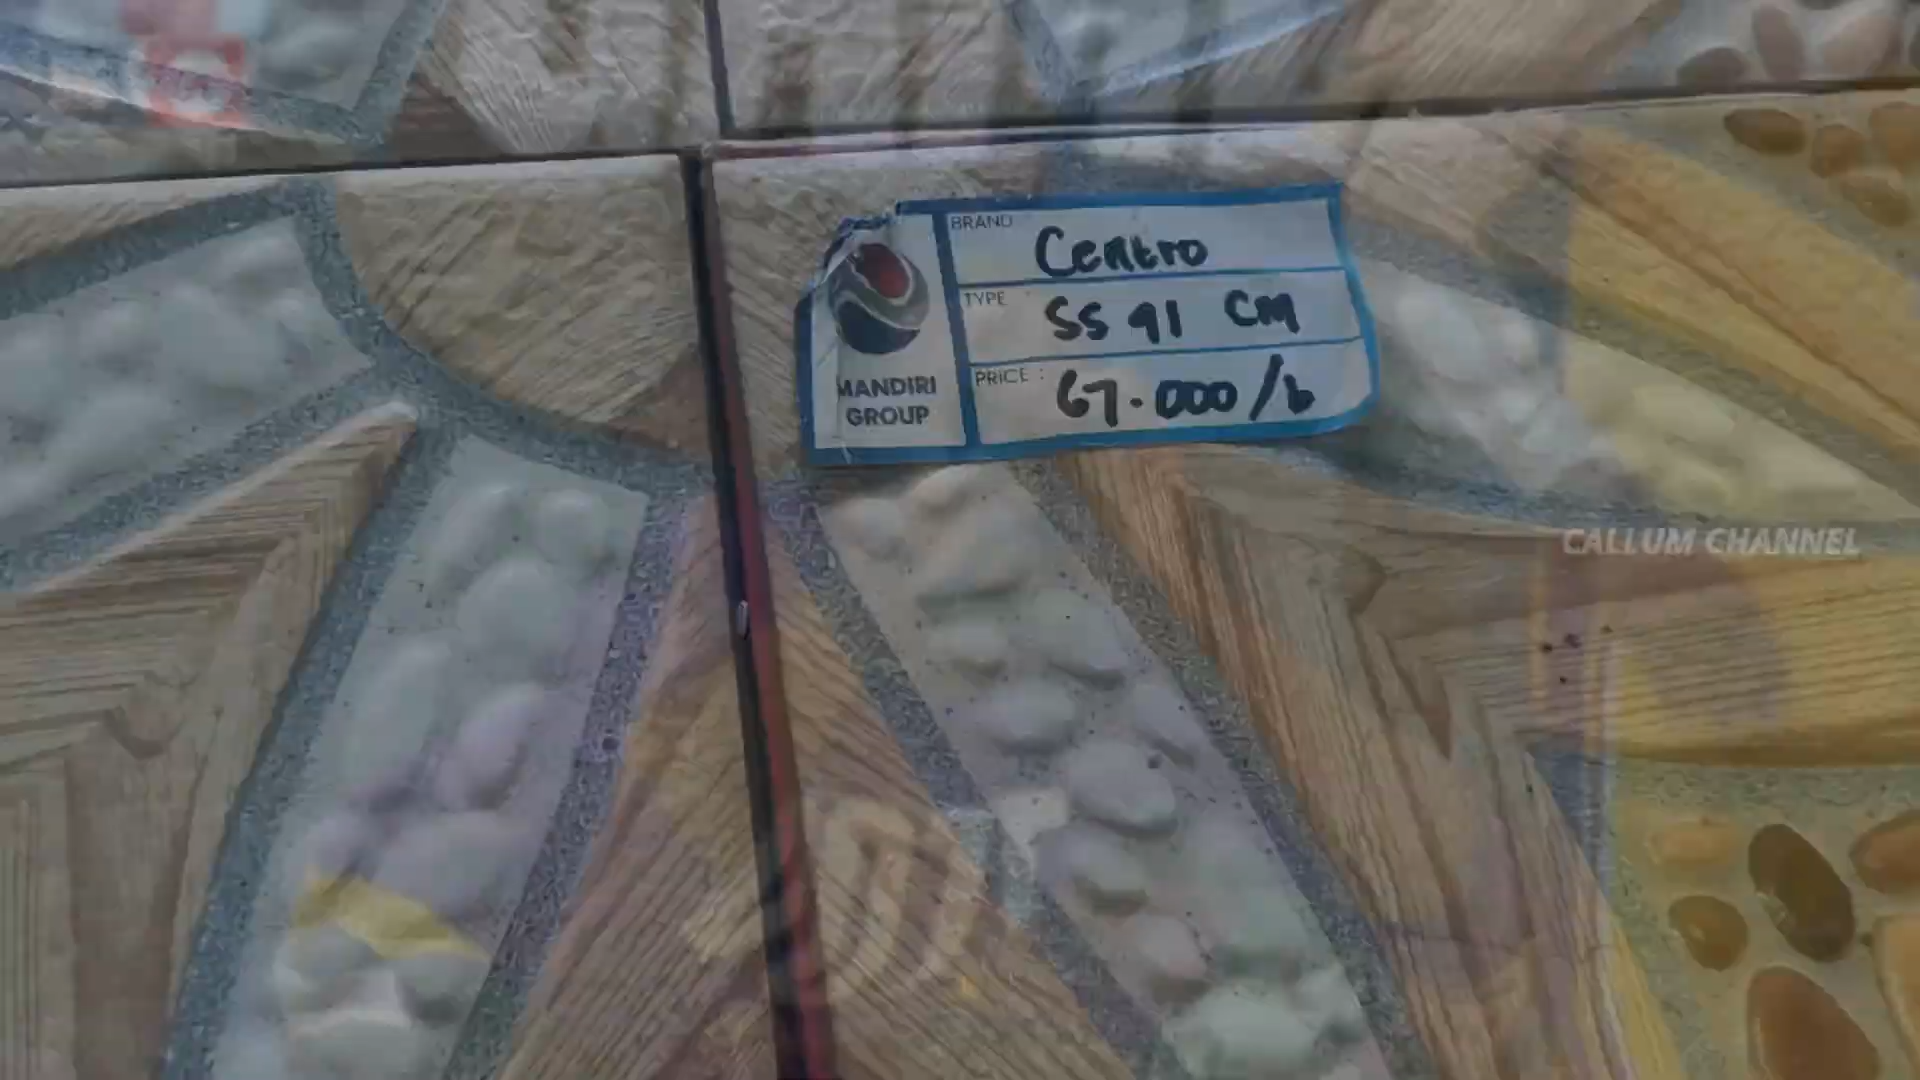 BRAND
Centro
TYPE :
SS 91 CM
PRICE :
67.000/b
MANDIRI
GROUP
CALLUM CHANNEL